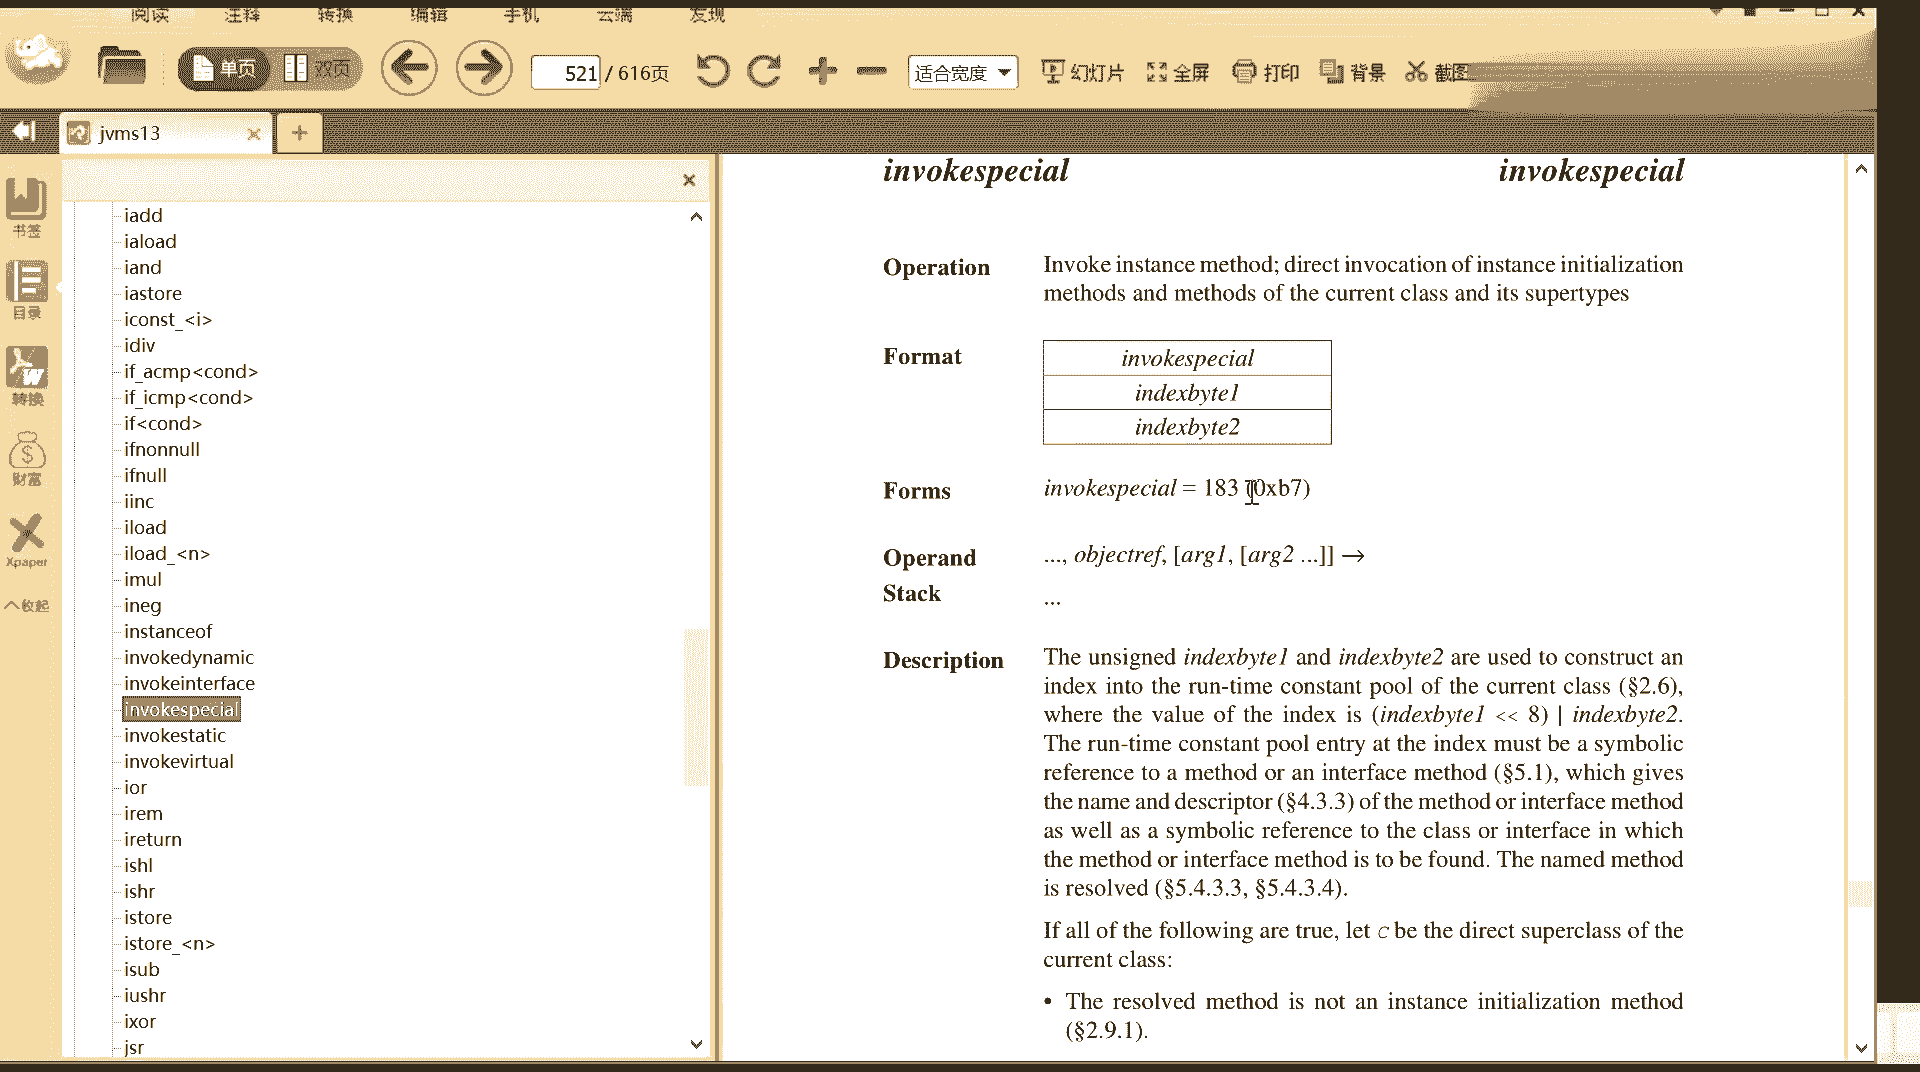 阅读 注释 转换 编辑 手机 云端 发现
单页 双页 521 / 616页 适合宽度 幻灯片 全屏 打印 背景 截图
jvms13
书签
目录
转换
财富
Xpaper
收起
iadd
iaload
iand
iastore
iconst_<i>
idiv
if_acmp<cond>
if_icmp<cond>
if<cond>
ifnonnull
ifnull
iinc
iload
iload_<n>
imul
ineg
instanceof
invokedynamic
invokeinterface
invokespecial
invokestatic
invokevirtual
ior
irem
ireturn
ishl
ishr
istore
istore_<n>
isub
iushr
ixor
jsr
invokespecial invokespecial
Operation Invoke instance method; direct invocation of instance initialization
methods and methods of the current class and its supertypes
Format invokespecial
indexbyte1
indexbyte2
Forms invokespecial = 183 (0xb7)
Operand ..., objectref, [arg1, [arg2 ...]] →
Stack ...
Description The unsigned indexbyte1 and indexbyte2 are used to construct an
index into the run-time constant pool of the current class (§2.6),
where the value of the index is (indexbyte1 << 8) | indexbyte2.
The run-time constant pool entry at the index must be a symbolic
reference to a method or an interface method (§5.1), which gives
the name and descriptor (§4.3.3) of the method or interface method
as well as a symbolic reference to the class or interface in which
the method or interface method is to be found. The named method
is resolved (§5.4.3.3, §5.4.3.4).
If all of the following are true, let C be the direct superclass of the
current class:
• The resolved method is not an instance initialization method
(§2.9.1).